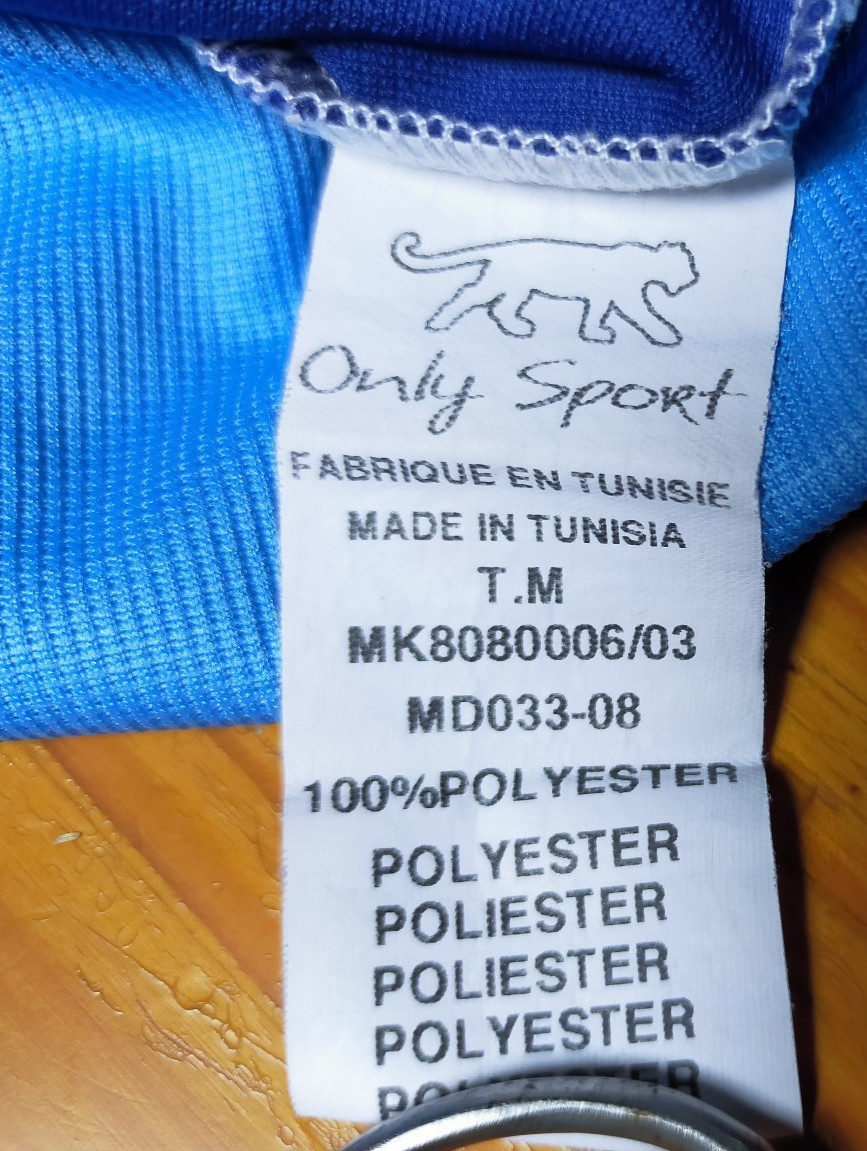 Only Sport
FABRIQUE EN TUNISIE
MADE IN TUNISIA
T.M
MK8080006/03
MD033-08
100%POLYESTER
POLYESTER
POLIESTER
POLIESTER
POLYESTER